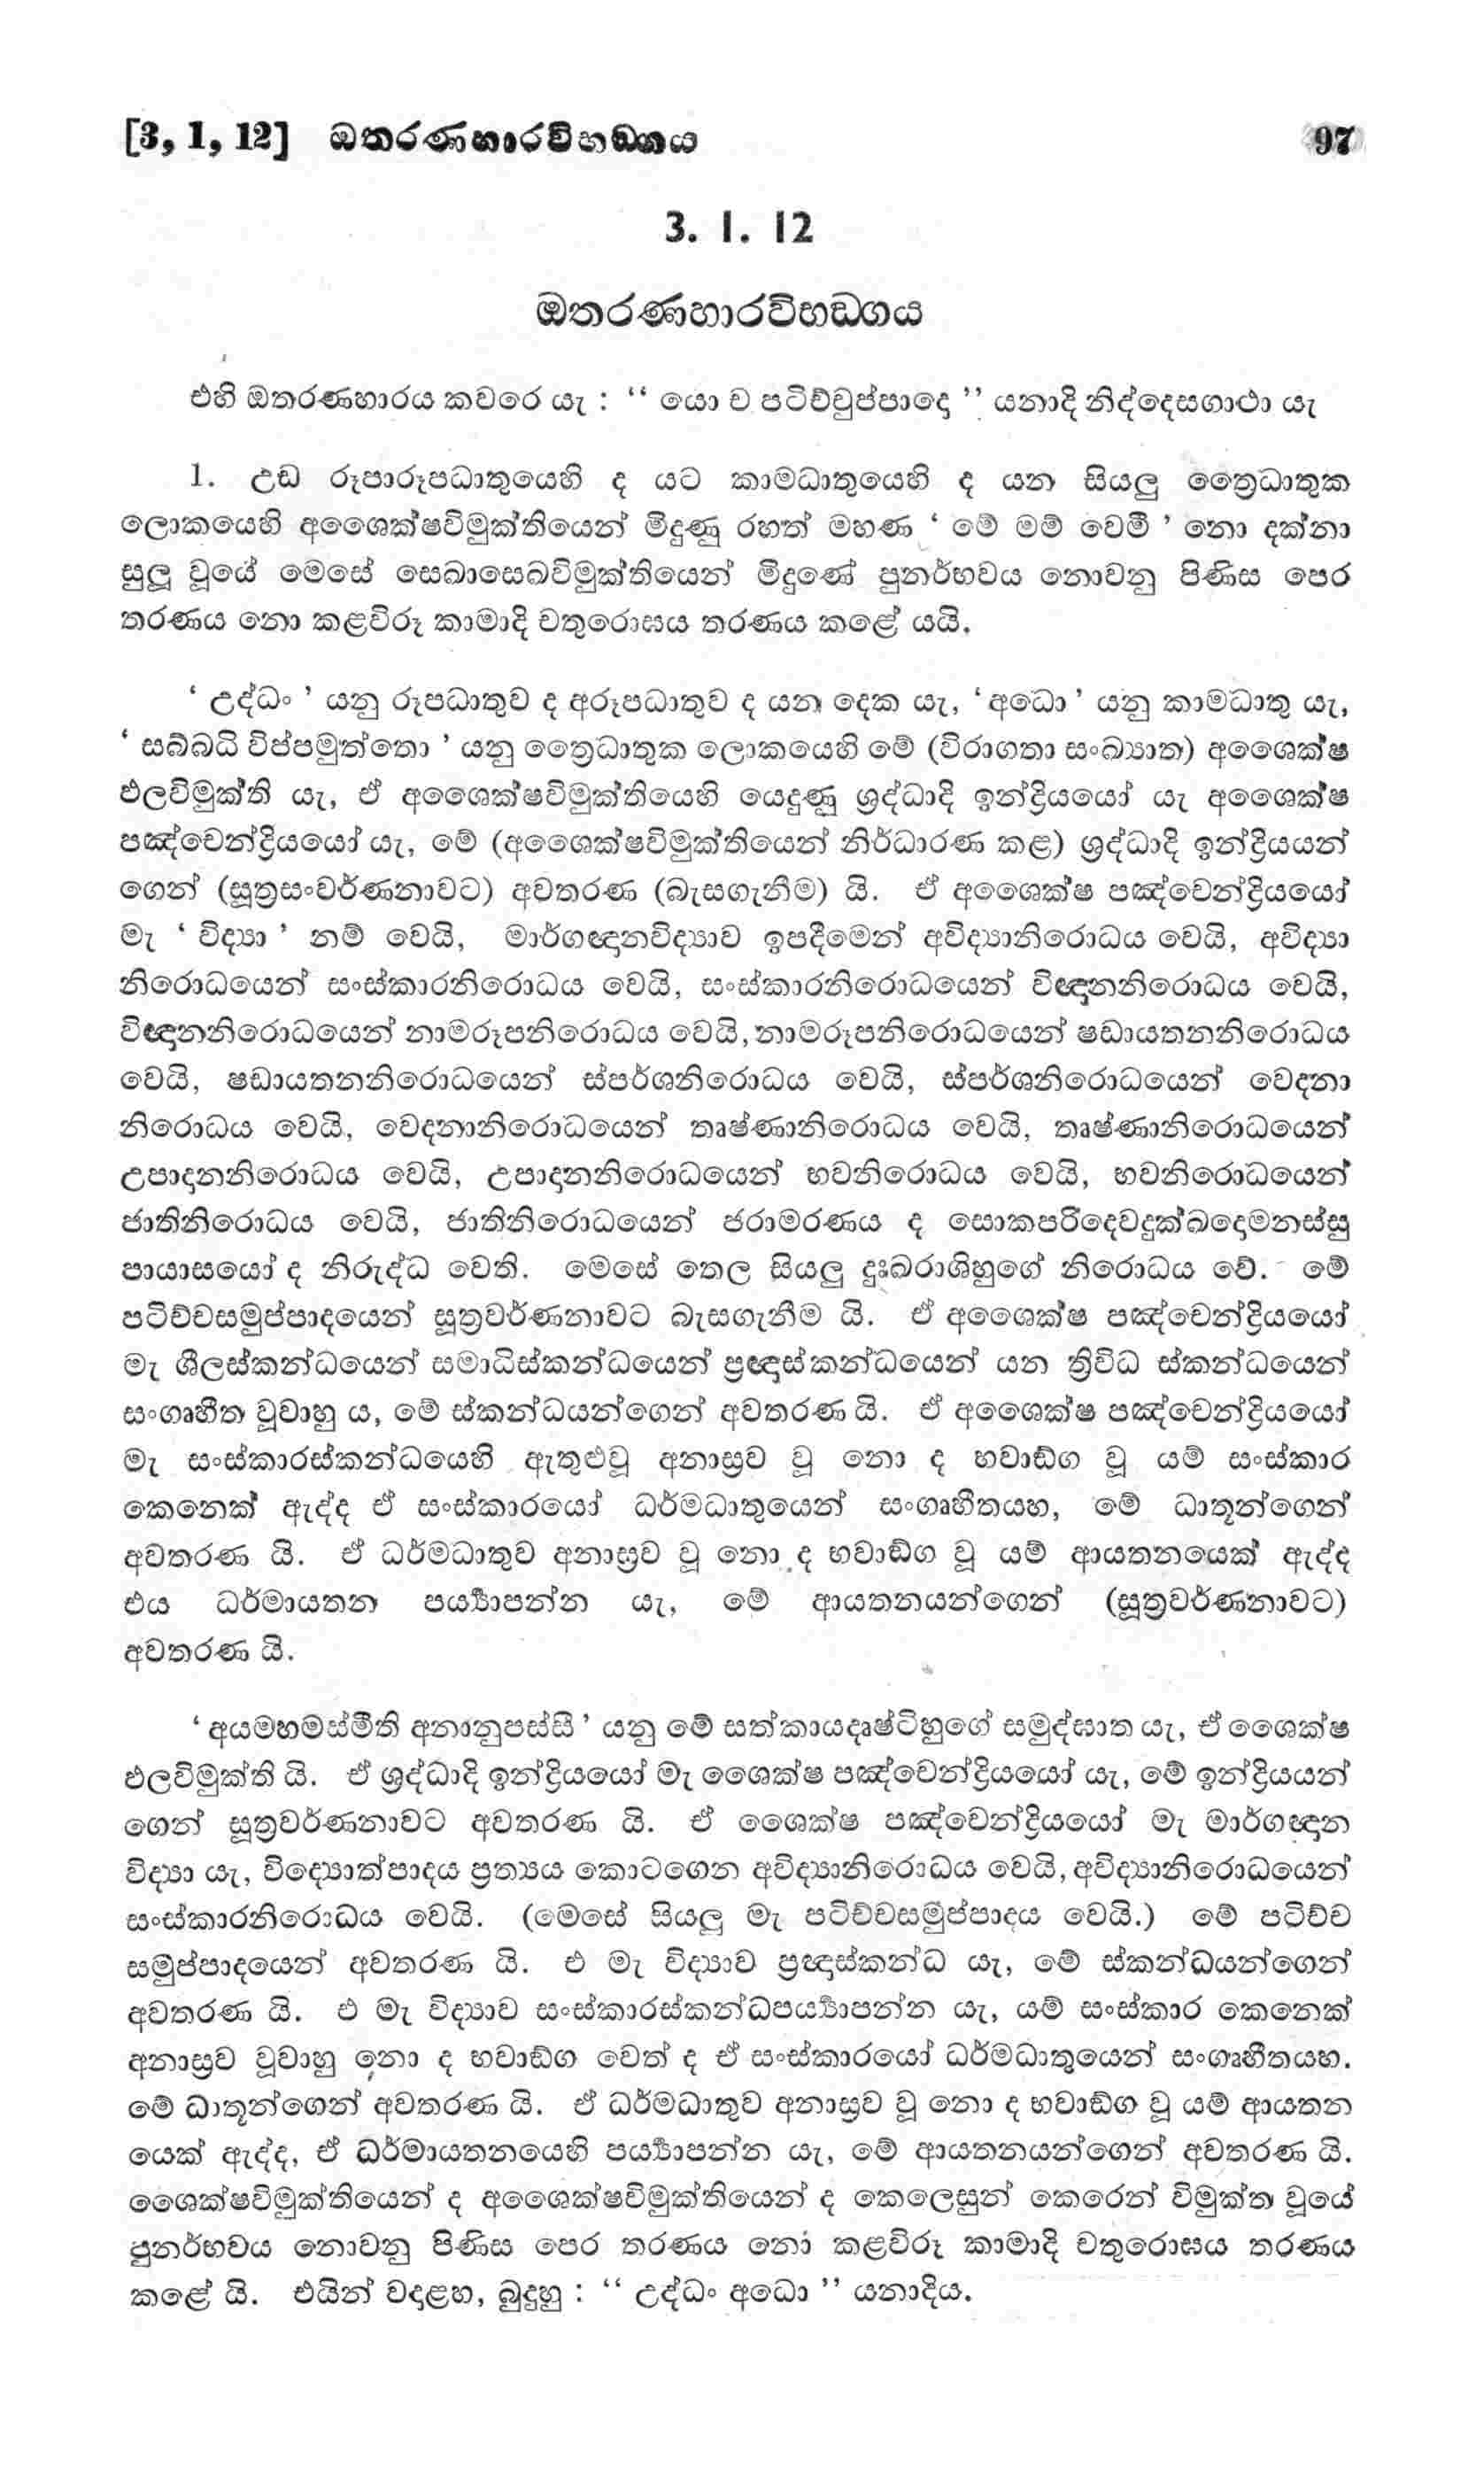 [3, 1, 12] ඔතරණහාරවිභඞ්ගය 97
3. 1. 12
ඔතරණහාරවිභඞ්ගය
එහි ඔතරණහාරය කවරෙ යැ : “ යො ච පටිච්චුප්පාදො ” යනාදි නිද්දෙසගාථා යැ
1. උඩ රූපාරූපධාතුයෙහි ද යට කාමධාතුයෙහි ද යන සියලු ත්‍රෛධාතුක
ලොකයෙහි අශෛක්ෂවිමුක්තියෙන් මිදුණු රහත් මහණ ‘ මේ මම් වෙමී ’ නො දක්නා
සුලු වූයේ මෙසේ සෙඛාසෙඛවිමුක්තියෙන් මිදුණේ පුනර්භවය නොවනු පිණිස පෙර
තරණය නො කළවිරූ කාමාදි චතුරොඝය තරණය කළේ යයි.
‘ උද්ධං ’ යනු රූපධාතුව ද අරූපධාතුව ද යන දෙක යැ, ‘ අධො ’ යනු කාමධාතු යැ,
‘ සබ්බධි විප්පමුත්තො ’ යනු ත්‍රෛධාතුක ලොකයෙහි මේ (විරාගතා සංඛ්‍යාත) අශෛක්ෂ
ඵලවිමුක්ති යැ, ඒ අශෛක්ෂවිමුක්තියෙහි යෙදුණු ශ්‍රද්ධාදි ඉන්ද්‍රියයෝ යැ අශෛක්ෂ
පඤ්චෙන්ද්‍රියයෝ යැ, මේ (අශෛක්ෂවිමුක්තියෙන් නිර්ධාරණ කළ) ශ්‍රද්ධාදි ඉන්ද්‍රියයන්
ගෙන් (සූත්‍රසංවර්ණනාවට) අවතරණ (බැසගැනීම) යි. ඒ අශෛක්ෂ පඤ්චෙන්ද්‍රියයෝ
මැ ‘ විද්‍යා ’ නම් වෙයි, මාර්ගඥානවිද්‍යාව ඉපදීමෙන් අවිද්‍යානිරොධය වෙයි, අවිද්‍යා
නිරොධයෙන් සංස්කාරනිරොධය වෙයි, සංස්කාරනිරොධයෙන් විඥානනිරොධය වෙයි,
විඥානනිරොධයෙන් නාමරූපනිරොධය වෙයි, නාමරූපනිරොධයෙන් ෂඩායතනනිරොධය
වෙයි, ෂඩායතනනිරොධයෙන් ස්පර්ශනිරොධය වෙයි, ස්පර්ශනිරොධයෙන් වෙදනා
නිරොධය වෙයි, වෙදනානිරොධයෙන් තෘෂ්ණානිරොධය වෙයි, තෘෂ්ණානිරොධයෙන්
උපාදානනිරොධය වෙයි, උපාදානනිරොධයෙන් භවනිරොධය වෙයි, භවනිරොධයෙන්
ජාතිනිරොධය වෙයි, ජාතිනිරොධයෙන් ජරාමරණය ද සොකපරිදෙවදුක්ඛදොමනස්සු
පායාසයෝ ද නිරුද්ධ වෙති. මෙසේ තෙල සියලු දුඃඛරාශිහුගේ නිරොධය වේ. මේ
පටිච්චසමුප්පාදයෙන් සූත්‍රවර්ණනාවට බැසගැනීම යි. ඒ අශෛක්ෂ පඤ්චෙන්ද්‍රියයෝ
මැ ශීලස්කන්ධයෙන් සමාධිස්කන්ධයෙන් ප්‍රඥාස්කන්ධයෙන් යන ත්‍රිවිධ ස්කන්ධයෙන්
සංගෘහීත වූවාහු ය, මේ ස්කන්ධයන්ගෙන් අවතරණ යි. ඒ අශෛක්ෂ පඤ්චෙන්ද්‍රියයෝ
මැ සංස්කාරස්කන්ධයෙහි ඇතුළුවූ අනාස්‍රව වූ නො ද භවාඞ්ග වූ යම් සංස්කාර
කෙනෙක් ඇද්ද ඒ සංස්කාරයෝ ධර්මධාතුයෙන් සංගෘහීතයහ, මේ ධාතූන්ගෙන්
අවතරණ යි. ඒ ධර්මධාතුව අනාස්‍රව වූ නො ද භවාඞ්ග වූ යම් ආයතනයෙක් ඇද්ද
එය ධර්මායතන පර්‍ය්‍යාපන්න යැ, මේ ආයතනයන්ගෙන් (සූත්‍රවර්ණනාවට)
අවතරණ යි.
‘ අයමහමස්මීති අනානුපස්සී ’ යනු මේ සත්කායදෘෂ්ටිහුගේ සමුද්ඝාත යැ, ඒ ශෛක්ෂ
ඵලවිමුක්ති යි. ඒ ශ්‍රද්ධාදි ඉන්ද්‍රියයෝ මැ ශෛක්ෂ පඤ්චෙන්ද්‍රියයෝ යැ, මේ ඉන්ද්‍රියයන්
ගෙන් සූත්‍රවර්ණනාවට අවතරණ යි. ඒ ශෛක්ෂ පඤ්චෙන්ද්‍රියයෝ මැ මාර්ගඥාන
විද්‍යා යැ, විද්‍යොත්පාදය ප්‍රත්‍යය කොටගෙන අවිද්‍යානිරොධය වෙයි, අවිද්‍යානිරොධයෙන්
සංස්කාරනිරොධය වෙයි. (මෙසේ සියලු මැ පටිච්චසමුප්පාදය වෙයි.) මේ පටිච්ච
සමුප්පාදයෙන් අවතරණ යි. එ මැ විද්‍යාව ප්‍රඥාස්කන්ධ යැ, මේ ස්කන්ධයන්ගෙන්
අවතරණ යි. එ මැ විද්‍යාව සංස්කාරස්කන්ධපර්‍ය්‍යාපන්න යැ, යම් සංස්කාර කෙනෙක්
අනාස්‍රව වූවාහු නො ද භවාඞ්ග වෙත් ද ඒ සංස්කාරයෝ ධර්මධාතුයෙන් සංගෘහීතයහ.
මේ ධාතූන්ගෙන් අවතරණ යි. ඒ ධර්මධාතුව අනාස්‍රව වූ නො ද භවාඞ්ග වූ යම් ආයතන
යෙක් ඇද්ද, ඒ ධර්මායතනයෙහි පර්‍ය්‍යාපන්න යැ, මේ ආයතනයන්ගෙන් අවතරණ යි.
ශෛක්ෂවිමුක්තියෙන් ද අශෛක්ෂවිමුක්තියෙන් ද කෙලෙසුන් කෙරෙන් විමුක්ත වූයේ
පුනර්භවය නොවනු පිණිස පෙර තරණය නො කළවිරූ කාමාදි චතුරොඝය තරණය
කළේ යි. එයින් වදාළහ, බුදුහු : “ උද්ධං අධො ” යනාදිය.